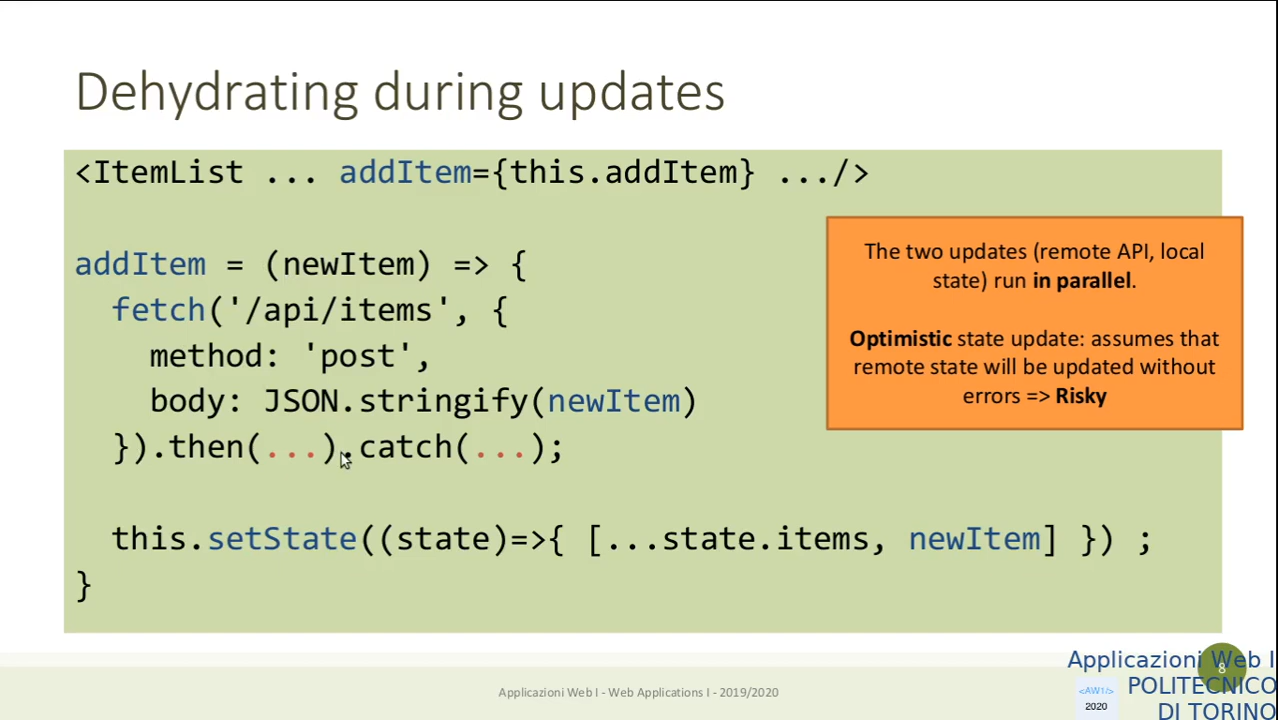 Dehydrating during updates
<ItemList ... addItem={this.addItem} .../>
addItem = (newItem) => {
fetch('/api/items', {
method: 'post',
body: JSON.stringify(newItem)
}).then(...).catch(...);
this.setState((state)=>{ [...state.items, newItem] }) ;
}
The two updates (remote API, local
state) run in parallel.
Optimistic state update: assumes that
remote state will be updated without
errors => Risky
Applicazioni Web I - Web Applications I - 2019/2020
8
Applicazioni Web I
POLITECNICO
DI TORINO
<AW1/>
2020